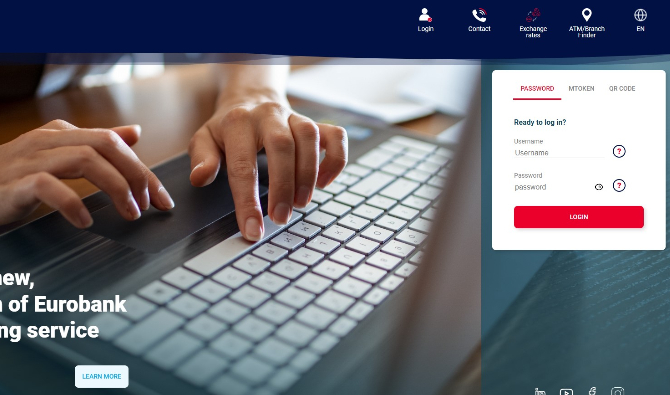 Login
Contact
Exchange
rates
ATM/Branch
Finder
EN
PASSWORD
MTOKEN
QR CODE
Ready to log in?
Username
Username
?
Password
password
?
LOGIN
new,
of Eurobank
service
LEARN MORE